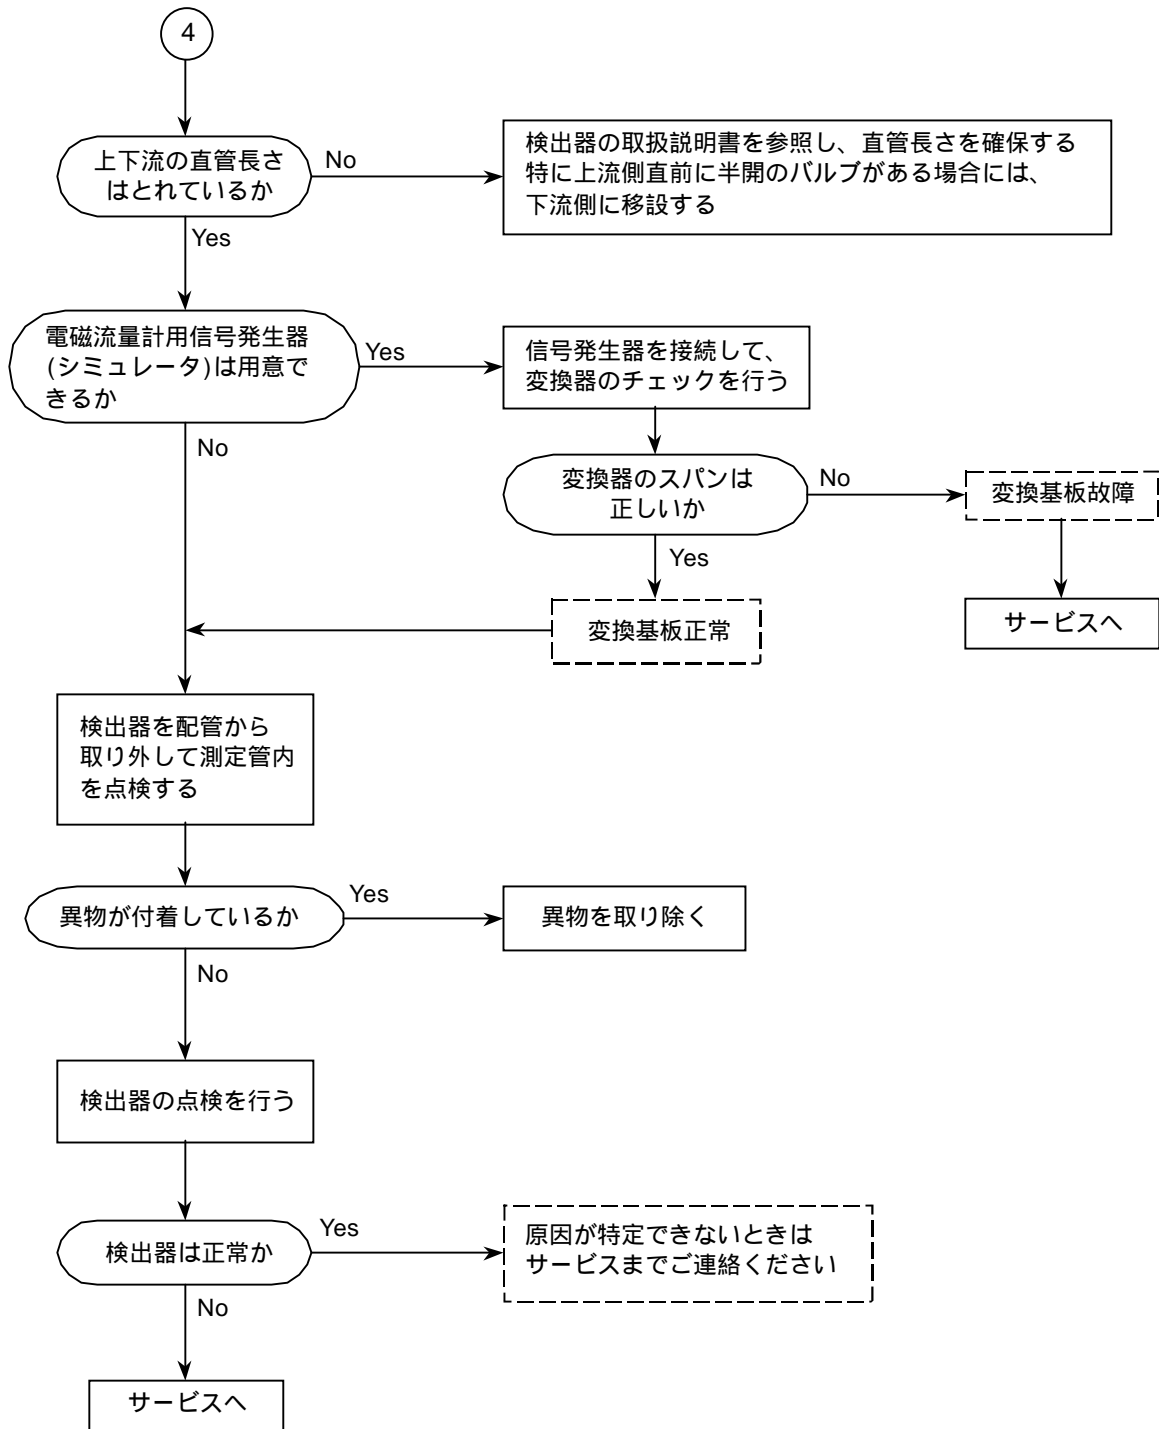 4
上下流の直管長さ
はとれているか
No
検出器の取扱説明書を参照し、直管長さを確保する
特に上流側直前に半開のバルブがある場合には、
下流側に移設する
Yes
電磁流量計用信号発生器
(シミュレータ)は用意で
きるか
Yes
信号発生器を接続して、
変換器のチェックを行う
No
変換器のスパンは
正しいか
No
変換基板故障
Yes
サービスへ
変換基板正常
検出器を配管から
取り外して測定管内
を点検する
異物が付着しているか
Yes
異物を取り除く
No
検出器の点検を行う
検出器は正常か
Yes
原因が特定できないときは
サービスまでご連絡ください
No
サービスへ